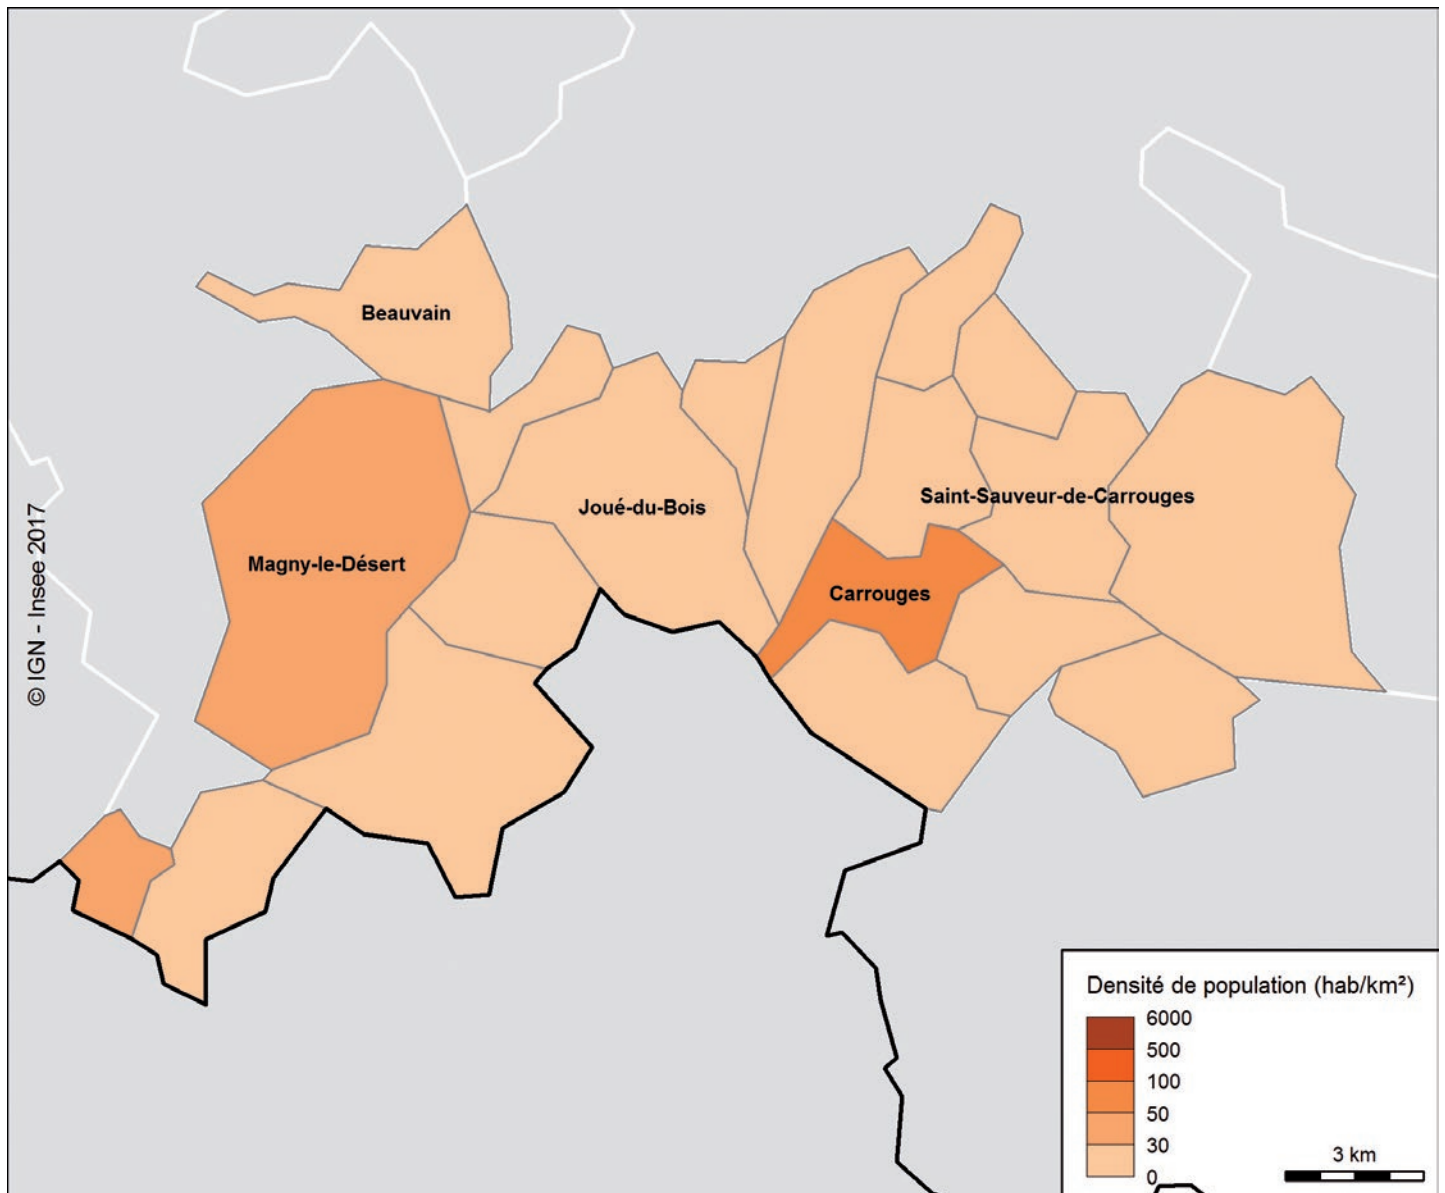 Beauvain
Saint-Sauveur-de-Carrouges
Joué-du-Bois
Magny-le-Désert
Carrouges
© IGN - Insee 2017
Densité de population (hab/km²)
6000
500
100
50
30
0
3 km